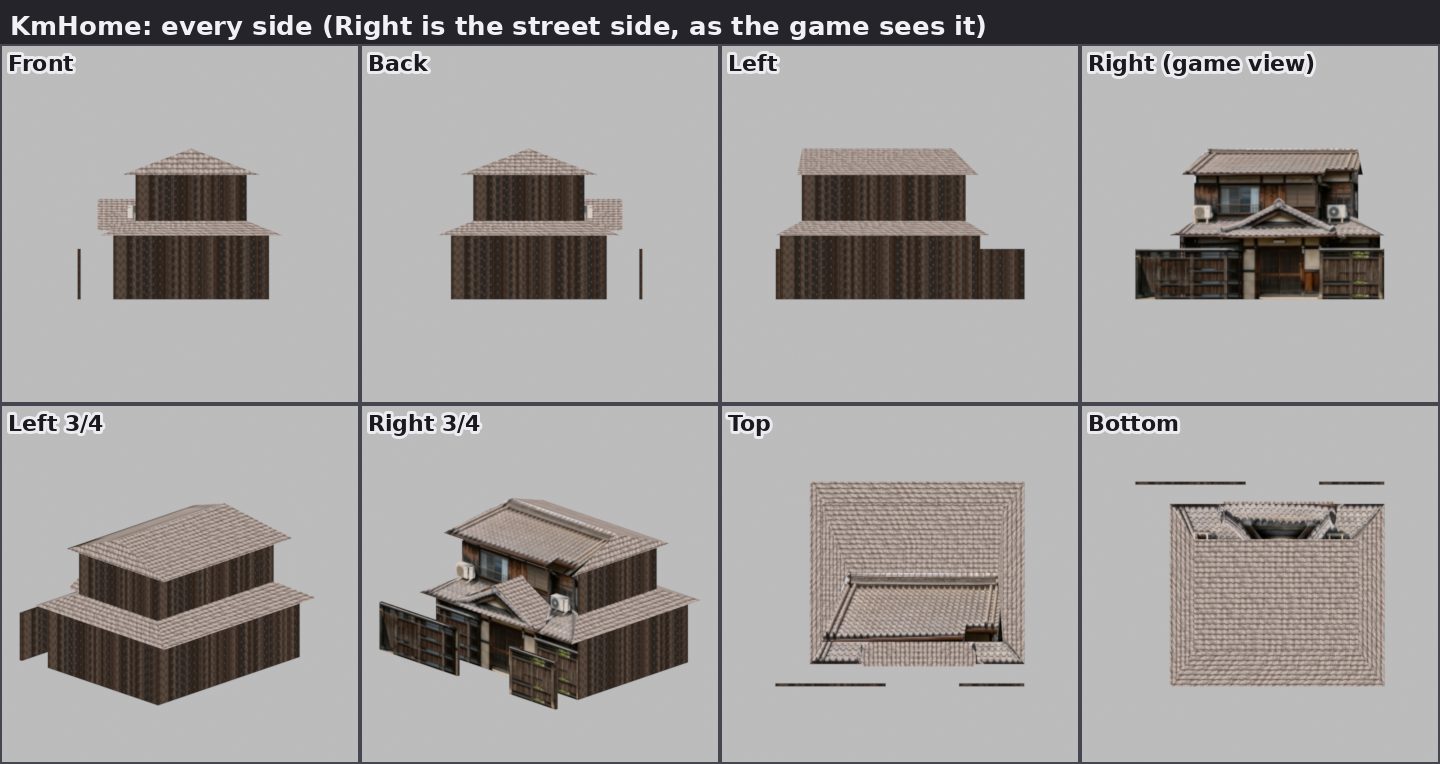 KmHome: every side (Right is the street side, as the game sees it)
Front
Back
Left
Right (game view)
Left 3/4
Right 3/4
Top
Bottom